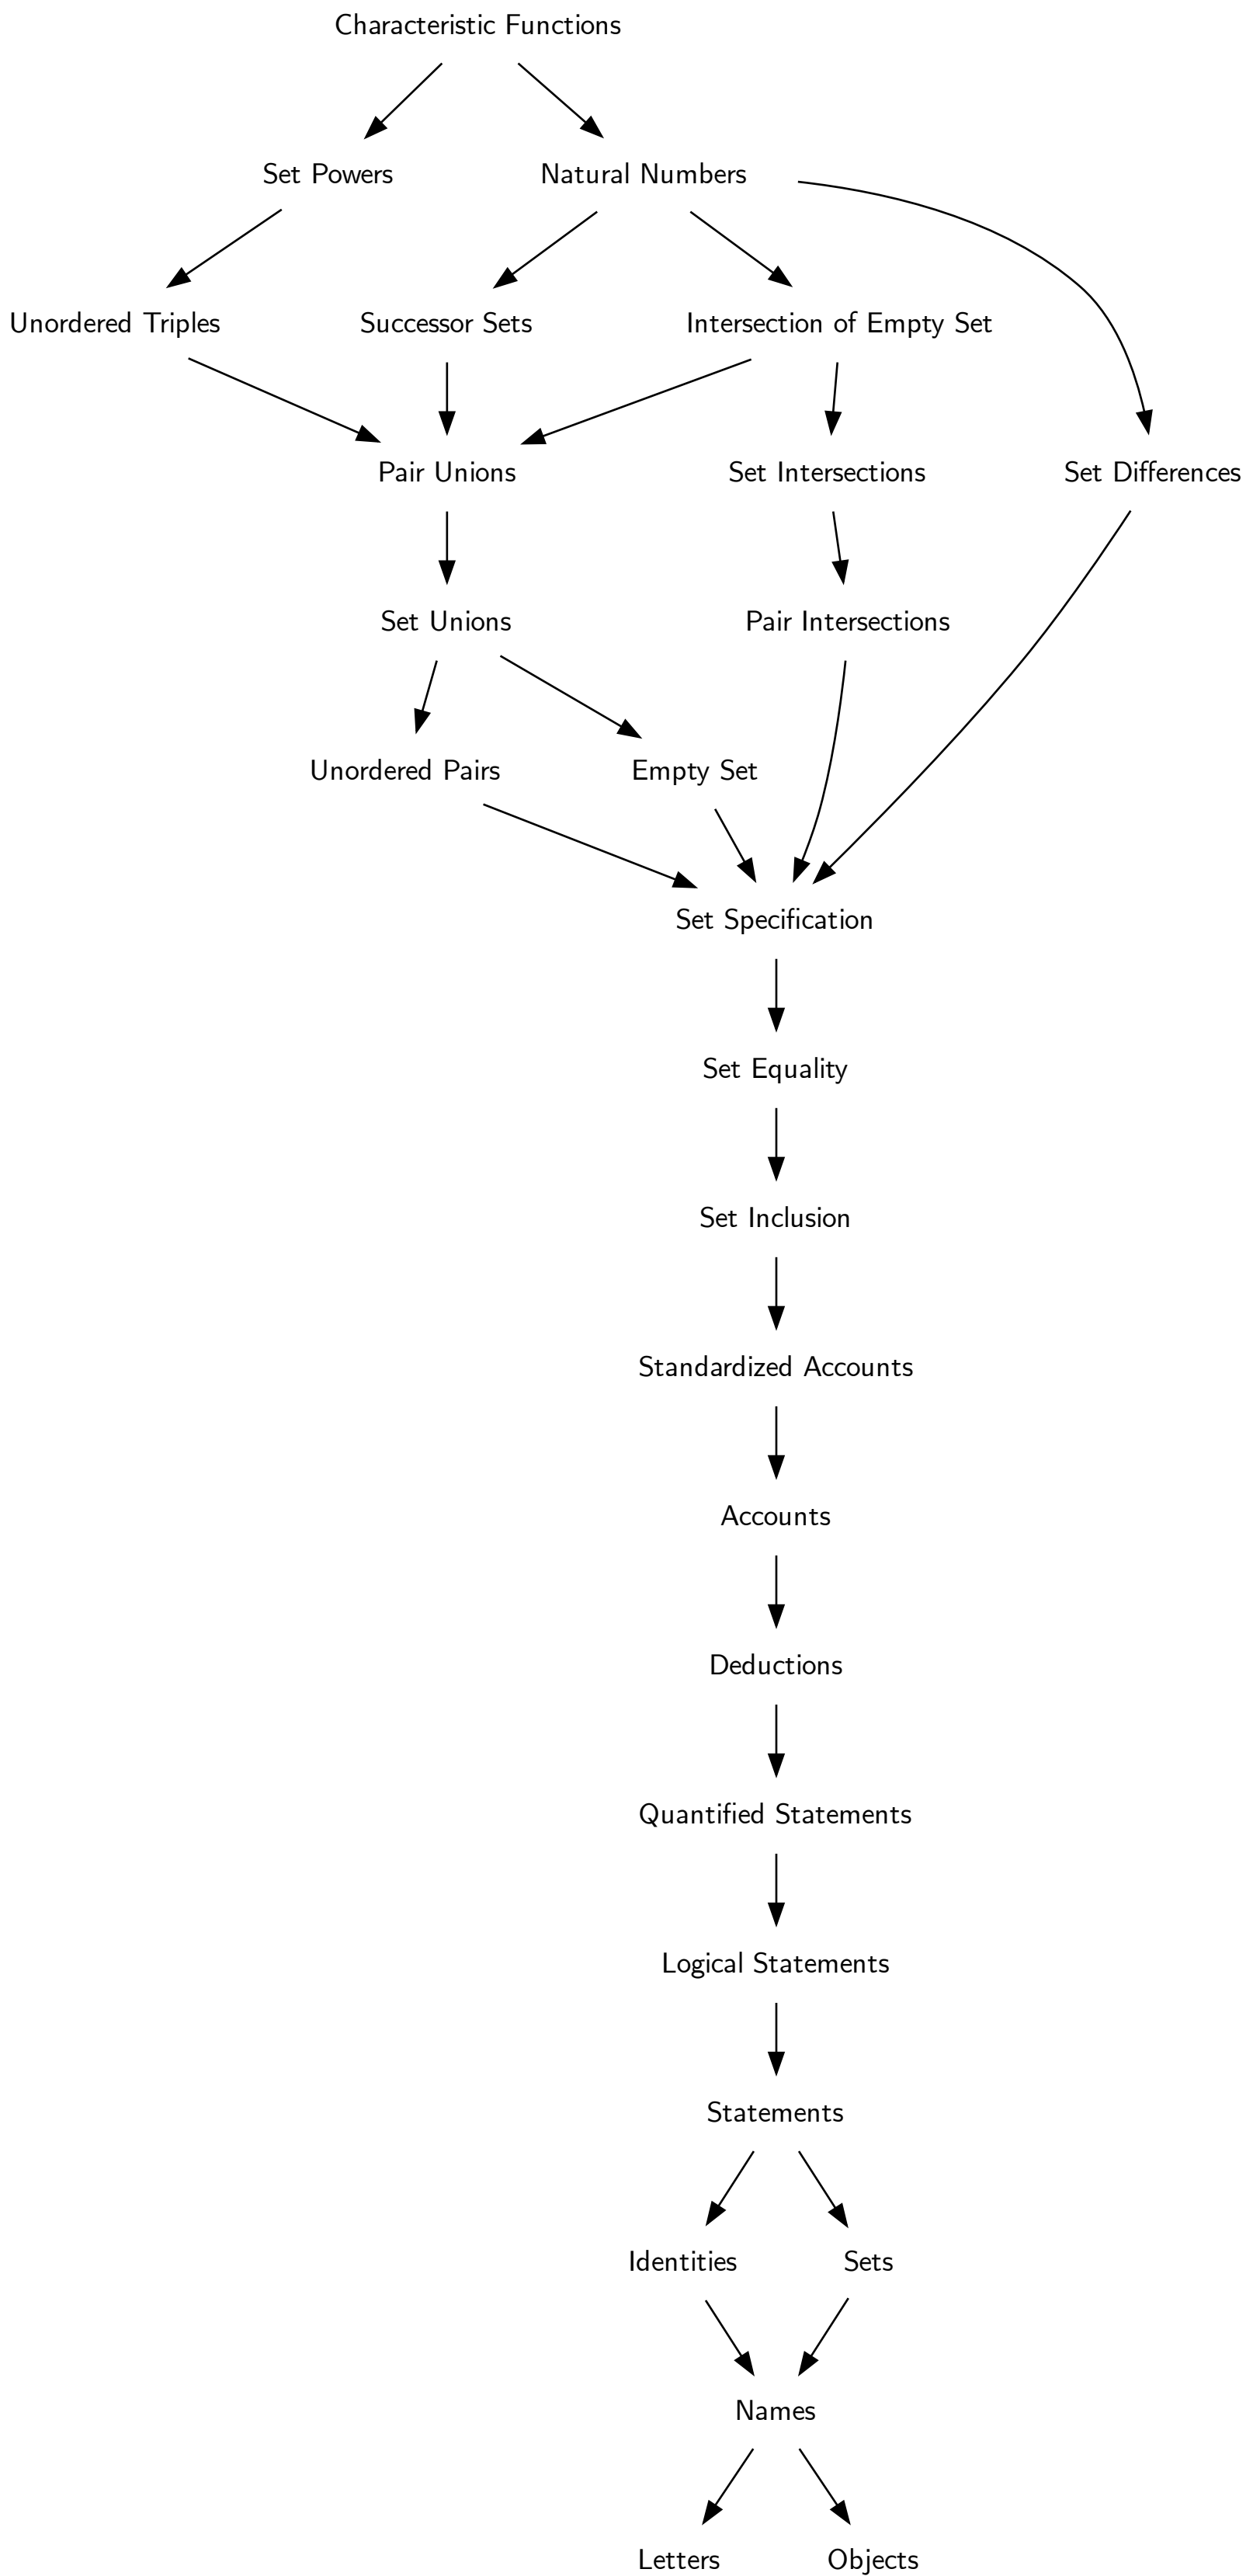 Characteristic Functions
Set Powers
Natural Numbers
Unordered Triples
Successor Sets
Intersection of Empty Set
Pair Unions
Set Intersections
Set Differences
Set Unions
Pair Intersections
Unordered Pairs
Empty Set
Set Specification
Set Equality
Set Inclusion
Standardized Accounts
Accounts
Deductions
Quantified Statements
Logical Statements
Statements
Identities
Sets
Names
Letters
Objects